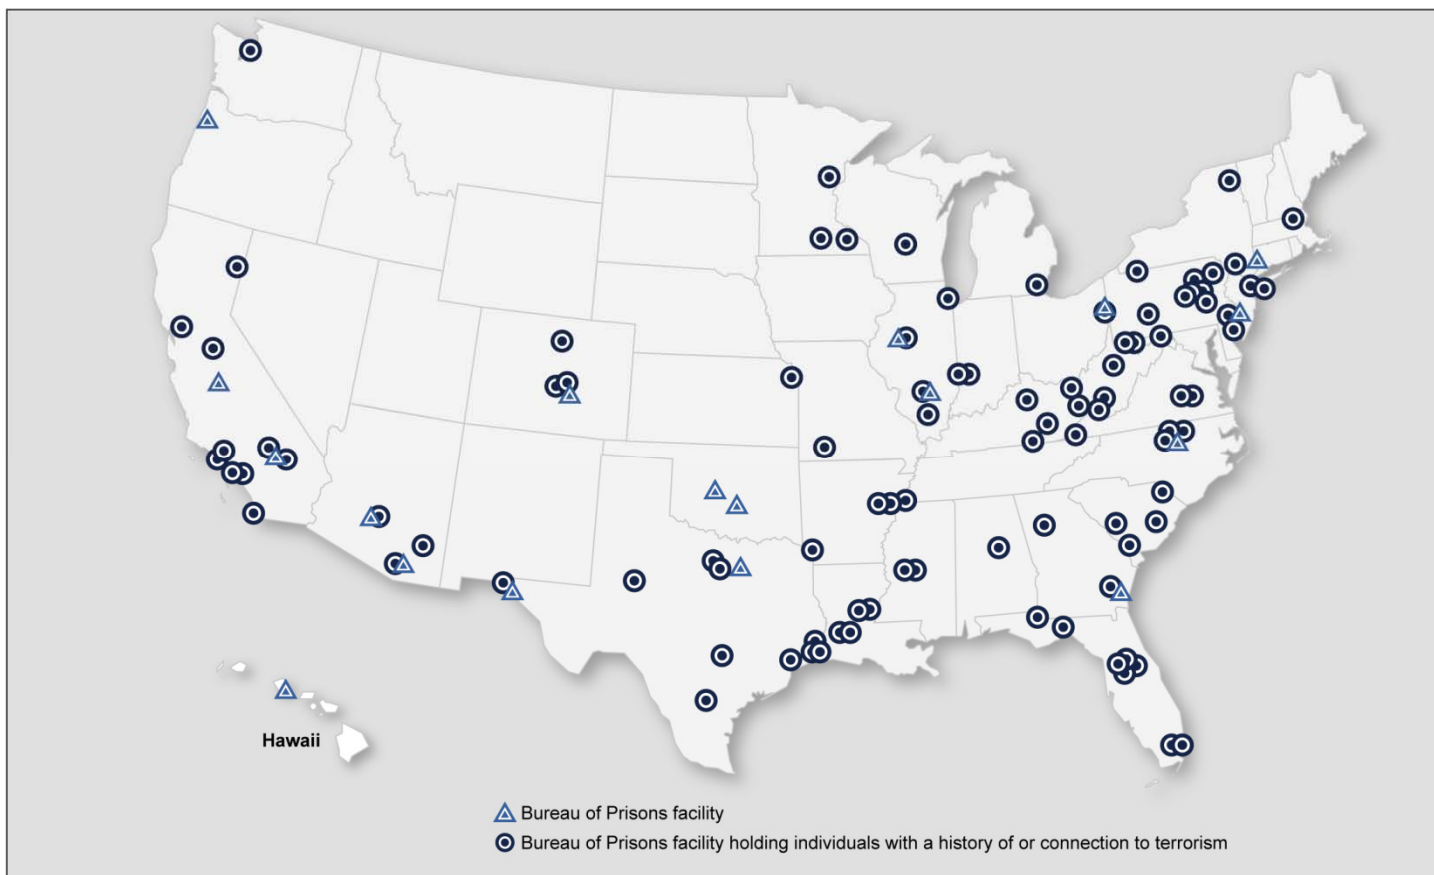 Hawaii
Bureau of Prisons facility
Bureau of Prisons facility holding individuals with a history of or connection to terrorism